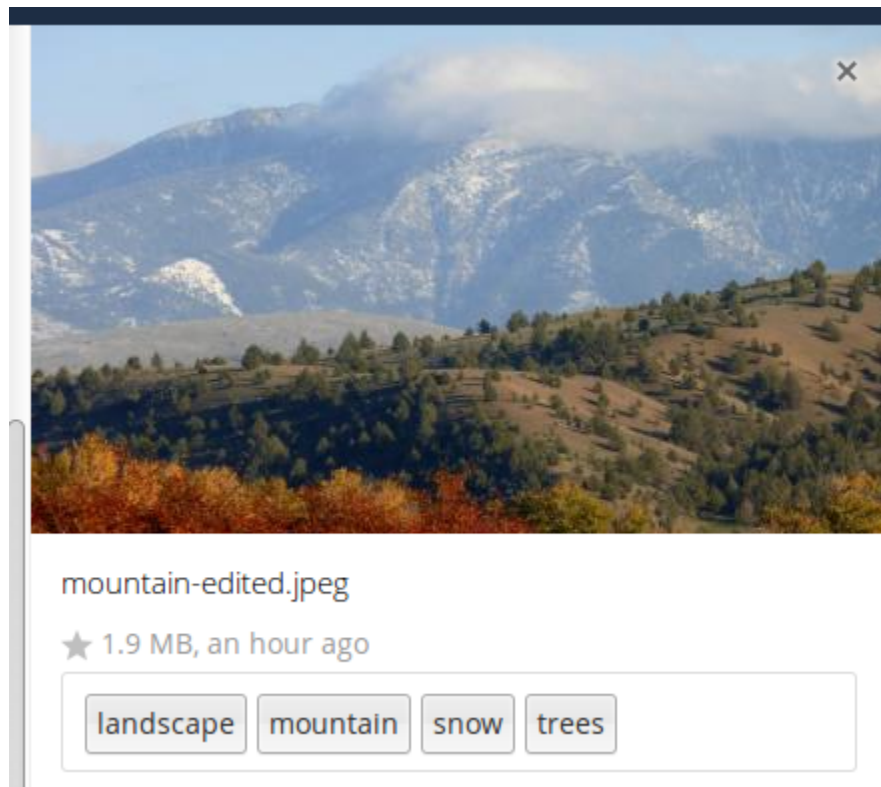 mountain-edited.jpeg
1.9 MB, an hour ago
landscape mountain snow trees